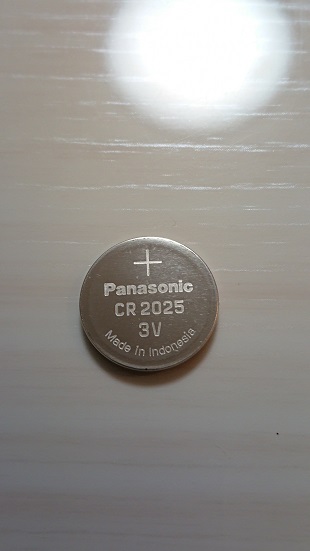 +
Panasonic
CR 2025
3V
Made in Indonesia